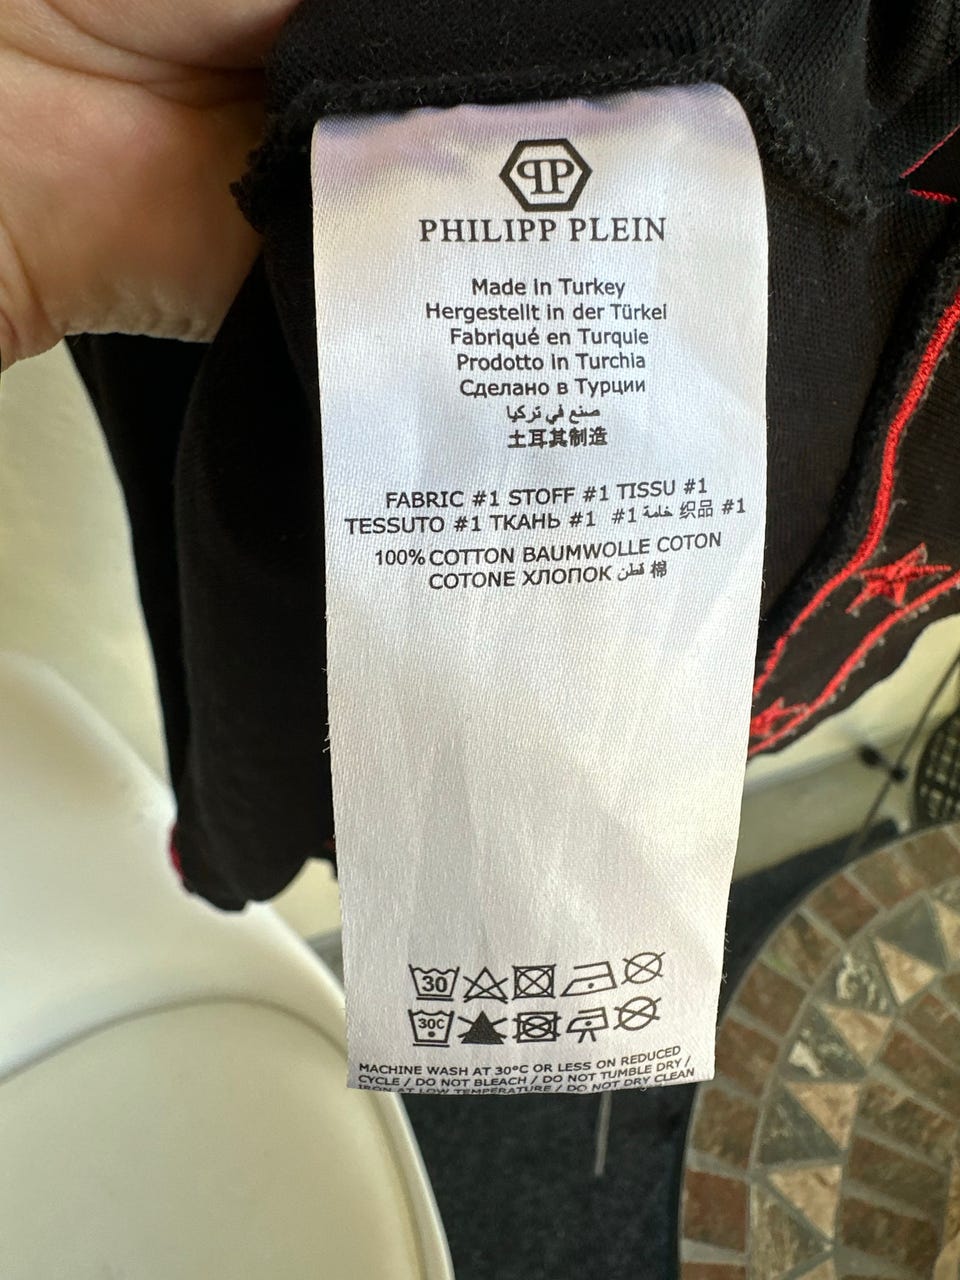 PHILIPP PLEIN
Made in Turkey
Hergestellt in der Türkei
Fabriqué en Turquie
Prodotto in Turchia
Сделано в Турции
صنع في تركيا
土耳其制造
FABRIC #1 STOFF #1 TISSU #1
TESSUTO #1 ТКАНЬ #1 #1 خامة 织品 #1
100% COTTON BAUMWOLLE COTON
COTONE ХЛОПОК قطن 棉
30
30C
MACHINE WASH AT 30°C OR LESS ON REDUCED
CYCLE / DO NOT BLEACH / DO NOT TUMBLE DRY /
IRON AT LOW TEMPERATURE / DO NOT DRY CLEAN